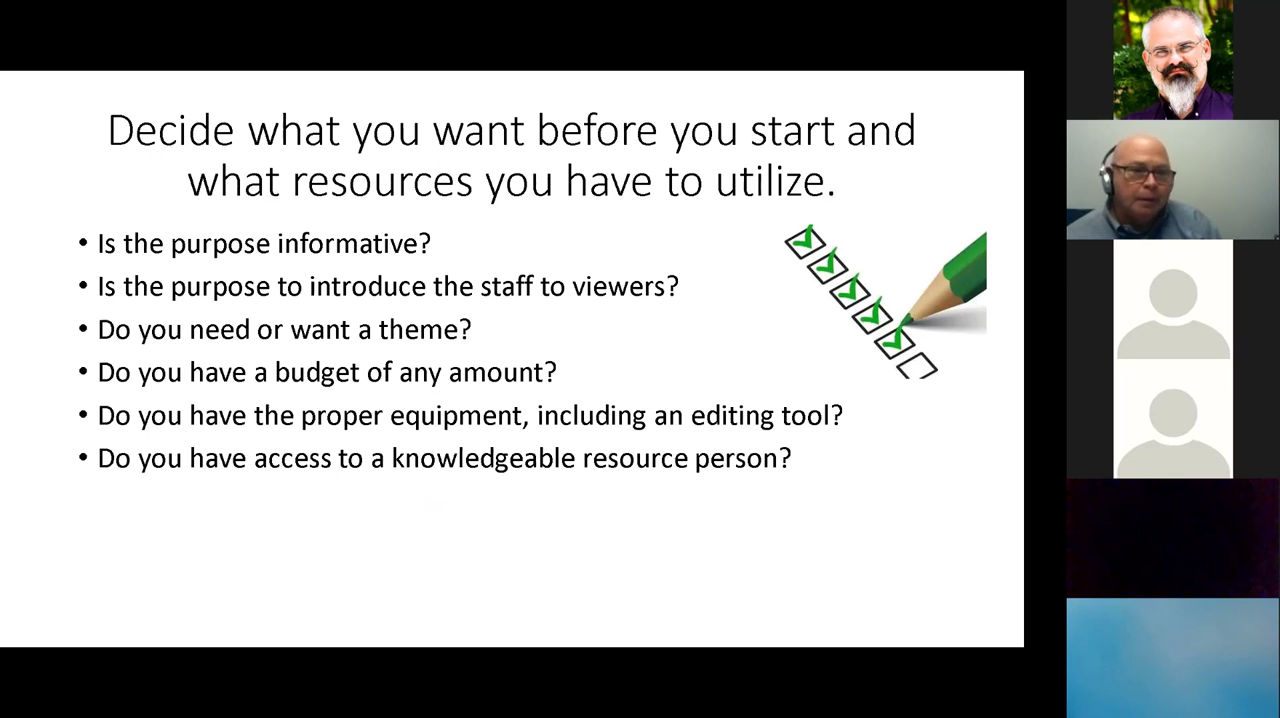 Decide what you want before you start and
what resources you have to utilize.
• Is the purpose informative?
• Is the purpose to introduce the staff to viewers?
• Do you need or want a theme?
• Do you have a budget of any amount?
• Do you have the proper equipment, including an editing tool?
• Do you have access to a knowledgeable resource person?